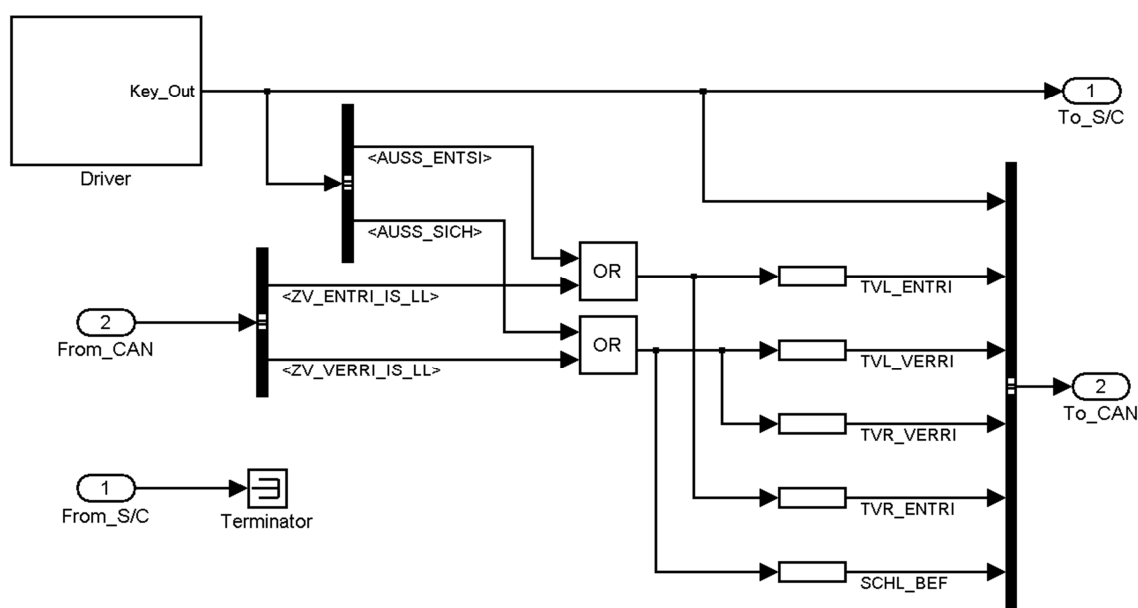 Key_Out
Driver
1
To_S/C
<AUSS_ENTSI>
<AUSS_SICH>
OR
<ZV_ENTRI_IS_LL>
TVL_ENTRI
2
From_CAN
OR
<ZV_VERRI_IS_LL>
TVL_VERRI
2
To_CAN
TVR_VERRI
1
From_S/C
Terminator
TVR_ENTRI
SCHL_BEF